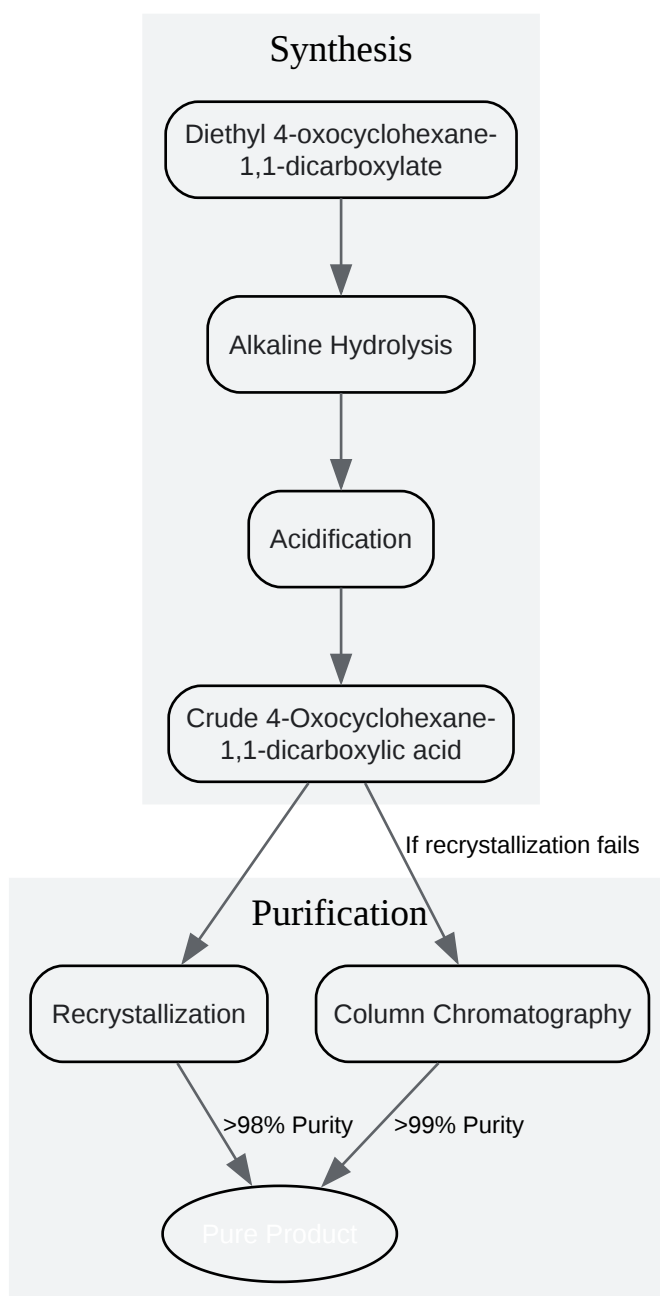 Synthesis
Diethyl 4-oxocyclohexane-
1,1-dicarboxylate
Alkaline Hydrolysis
Acidification
Crude 4-Oxocyclohexane-
1,1-dicarboxylic acid
If recrystallization fails
Purification
Recrystallization
Column Chromatography
>98% Purity
>99% Purity
Pure Product